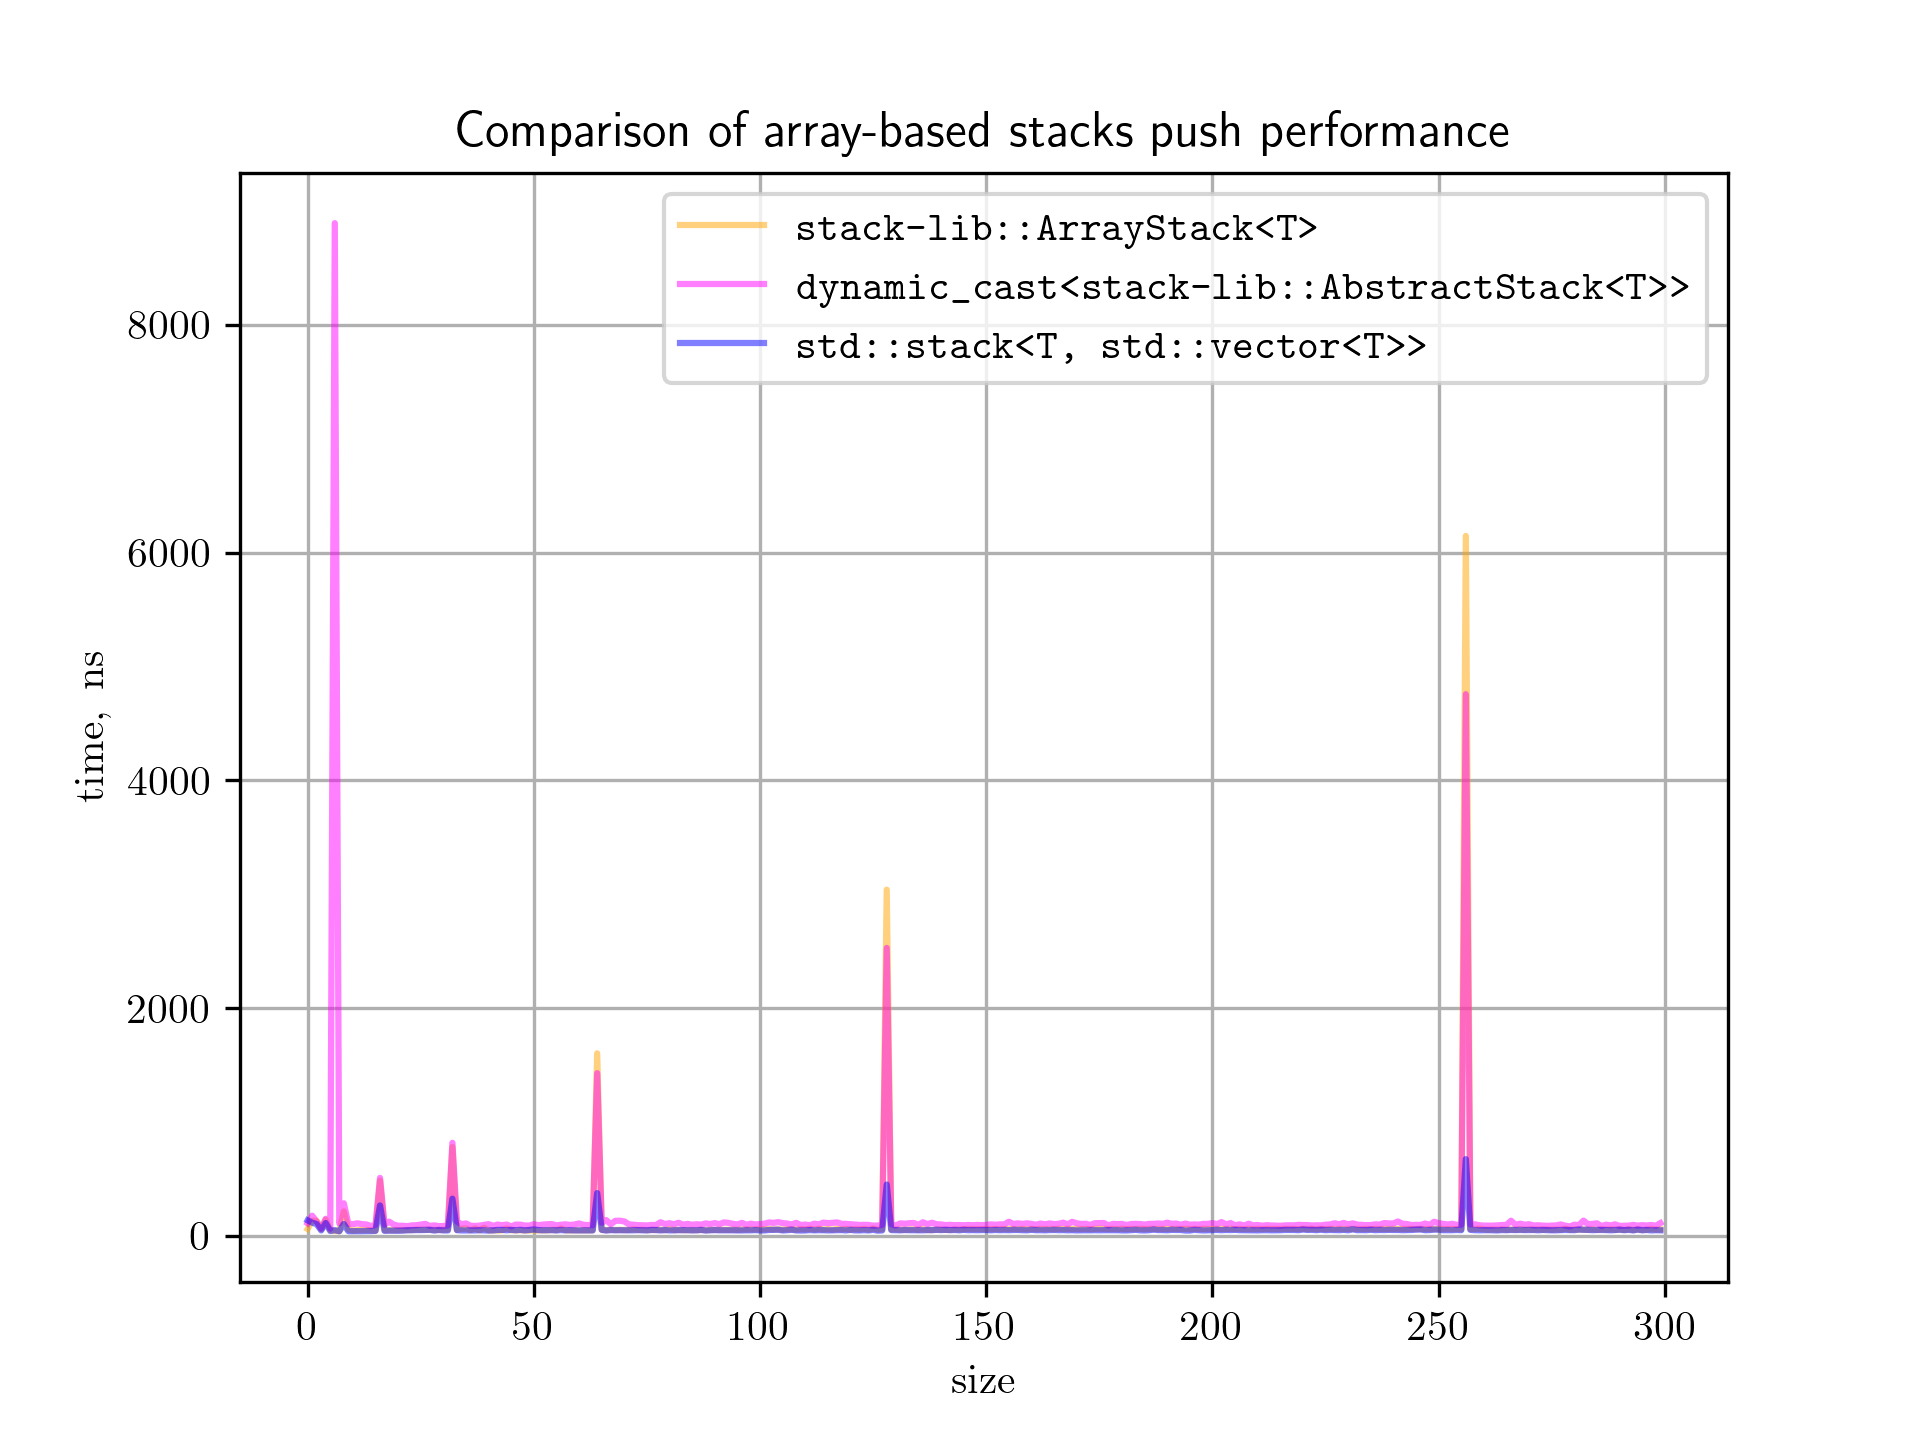 Comparison of array-based stacks push performance
stack-lib::ArrayStack<T>
dynamic_cast<stack-lib::AbstractStack<T>>
std::stack<T, std::vector<T>>
8000
6000
4000
2000
0
time, ns
0 50 100 150 200 250 300
size